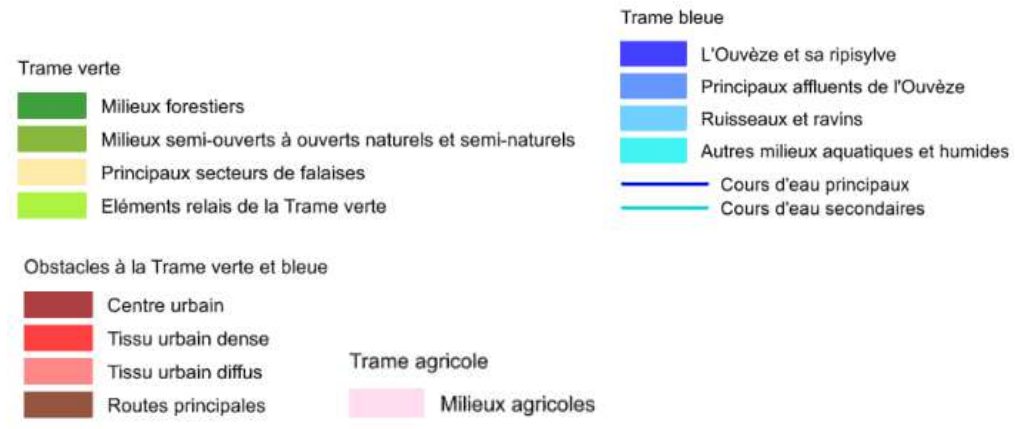 Trame verte
Milieux forestiers
Milieux semi-ouverts à ouverts naturels et semi-naturels
Principaux secteurs de falaises
Eléments relais de la Trame verte
Trame bleue
L'Ouvèze et sa ripisylve
Principaux affluents de l'Ouvèze
Ruisseaux et ravins
Autres milieux aquatiques et humides
Cours d'eau principaux
Cours d'eau secondaires
Obstacles à la Trame verte et bleue
Centre urbain
Tissu urbain dense
Tissu urbain diffus
Routes principales
Trame agricole
Milieux agricoles